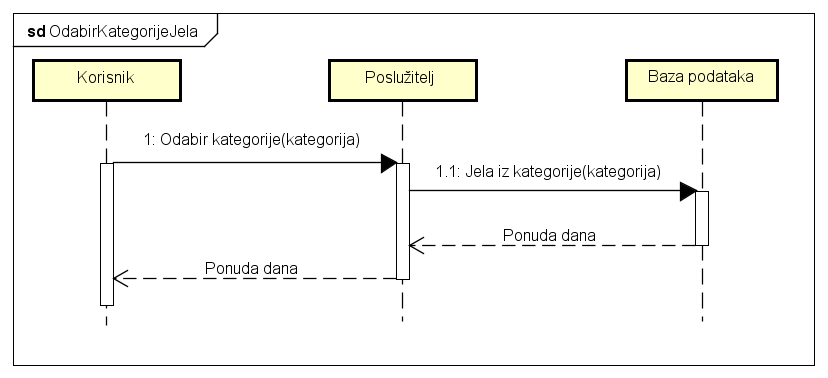 sd OdabirKategorijeJela
Korisnik
Poslužitelj
Baza podataka
1: Odabir kategorije(kategorija)
1.1: Jela iz kategorije(kategorija)
Ponuda dana
Ponuda dana